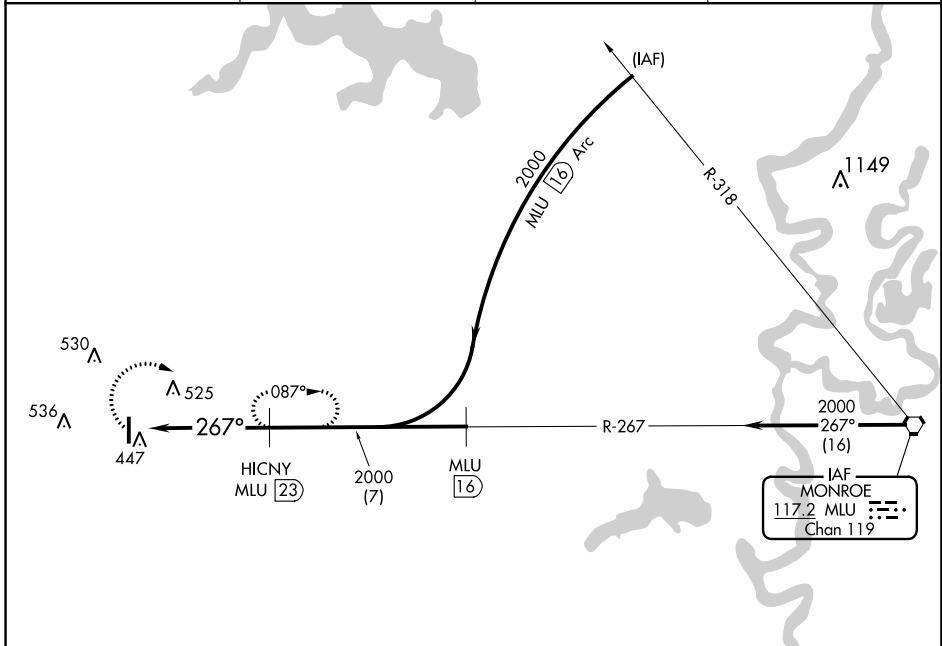 (IAF)
2000
MLU 16 Arc
R-318
1149
530
525
536
447
267°
087°
HICNY
MLU 23
2000
(7)
MLU
16
R-267
2000
267°
(16)
IAF
MONROE
117.2 MLU
Chan 119